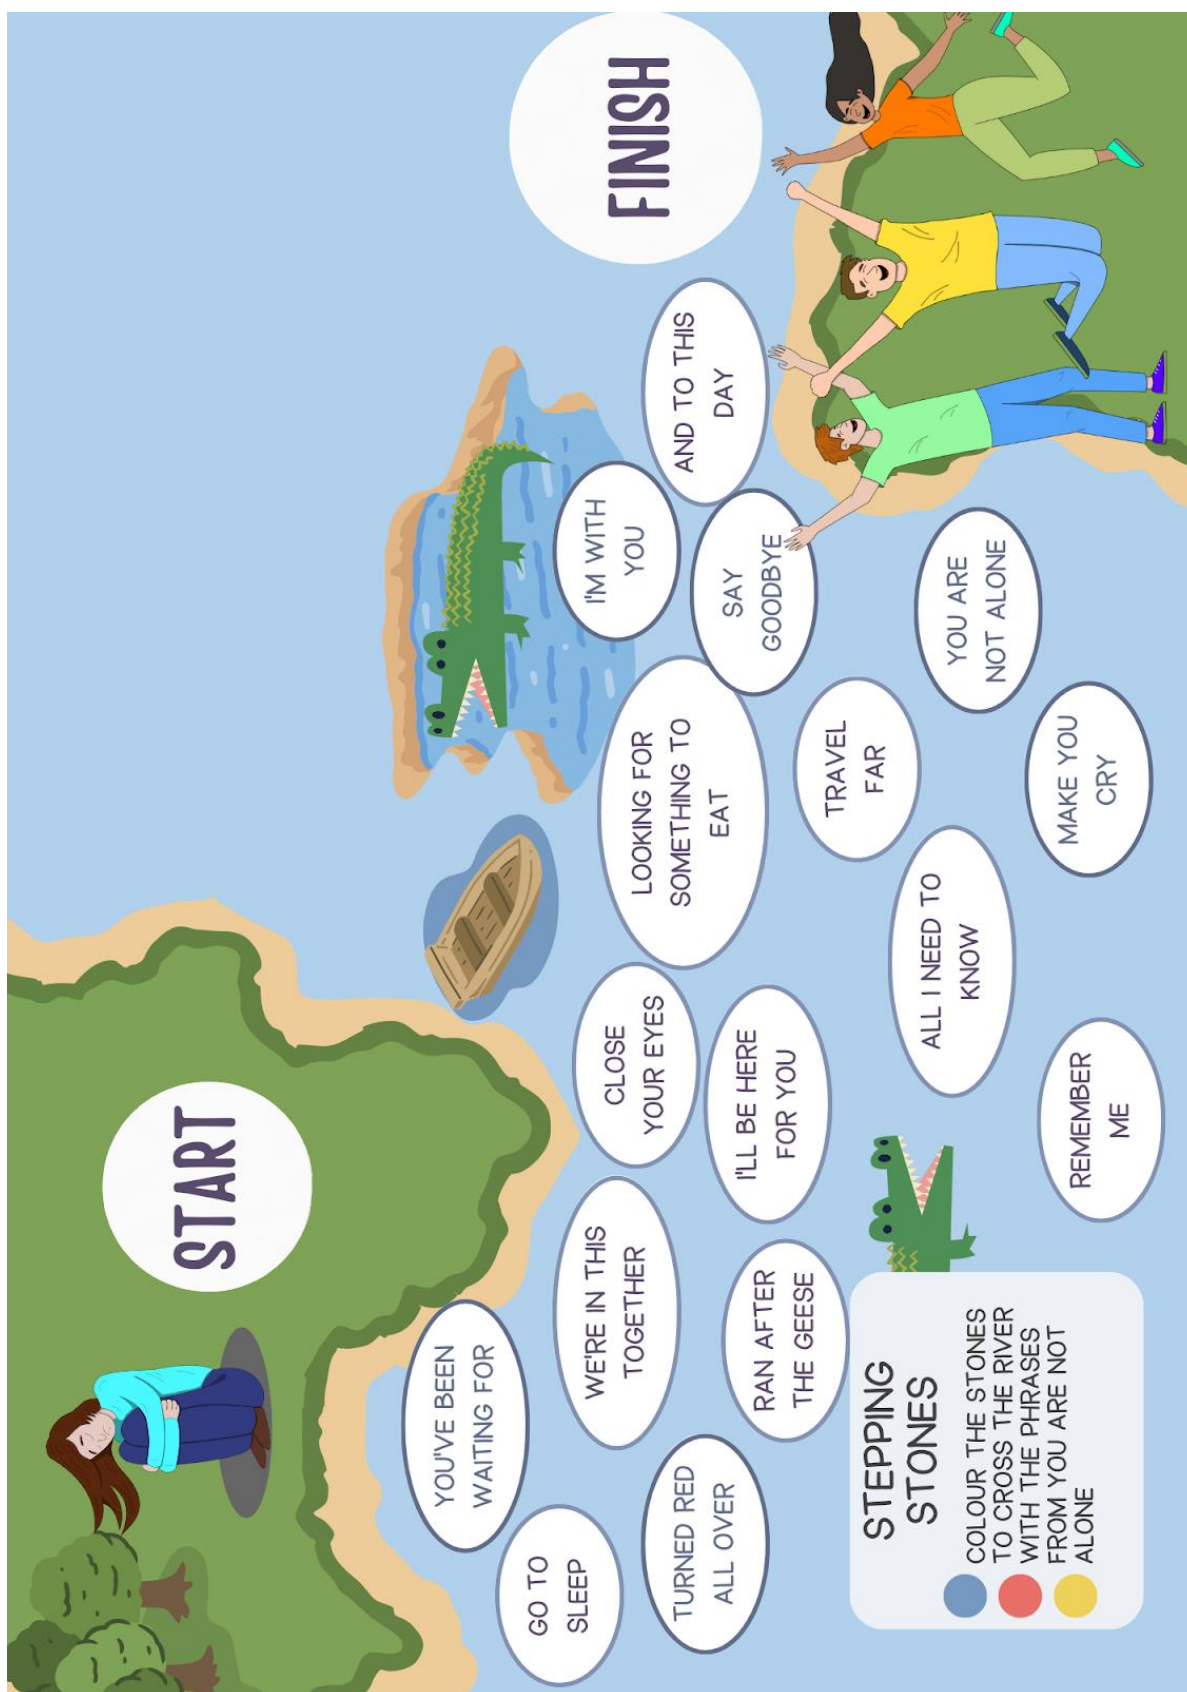 START
FINISH
YOU'VE BEEN
WAITING FOR
GO TO
SLEEP
TURNED RED
ALL OVER
WE'RE IN THIS
TOGETHER
RAN AFTER
THE GEESE
CLOSE
YOUR EYES
I'LL BE HERE
FOR YOU
LOOKING FOR
SOMETHING TO
EAT
I'M WITH
YOU
SAY
GOODBYE
AND TO THIS
DAY
TRAVEL
FAR
ALL I NEED TO
KNOW
YOU ARE
NOT ALONE
MAKE YOU
CRY
REMEMBER
ME
STEPPING
STONES
COLOUR THE STONES
TO CROSS THE RIVER
WITH THE PHRASES
FROM YOU ARE NOT
ALONE